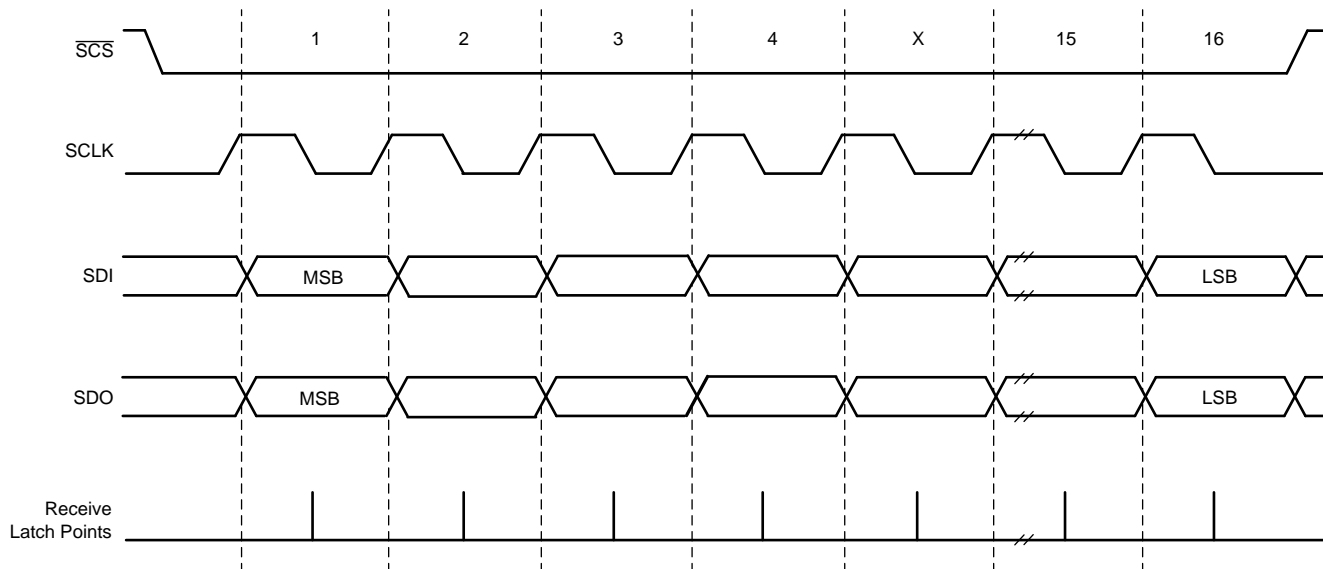 SCS 1 2 3 4 X 15 16
SCLK
SDI MSB LSB
SDO MSB LSB
Receive
Latch Points